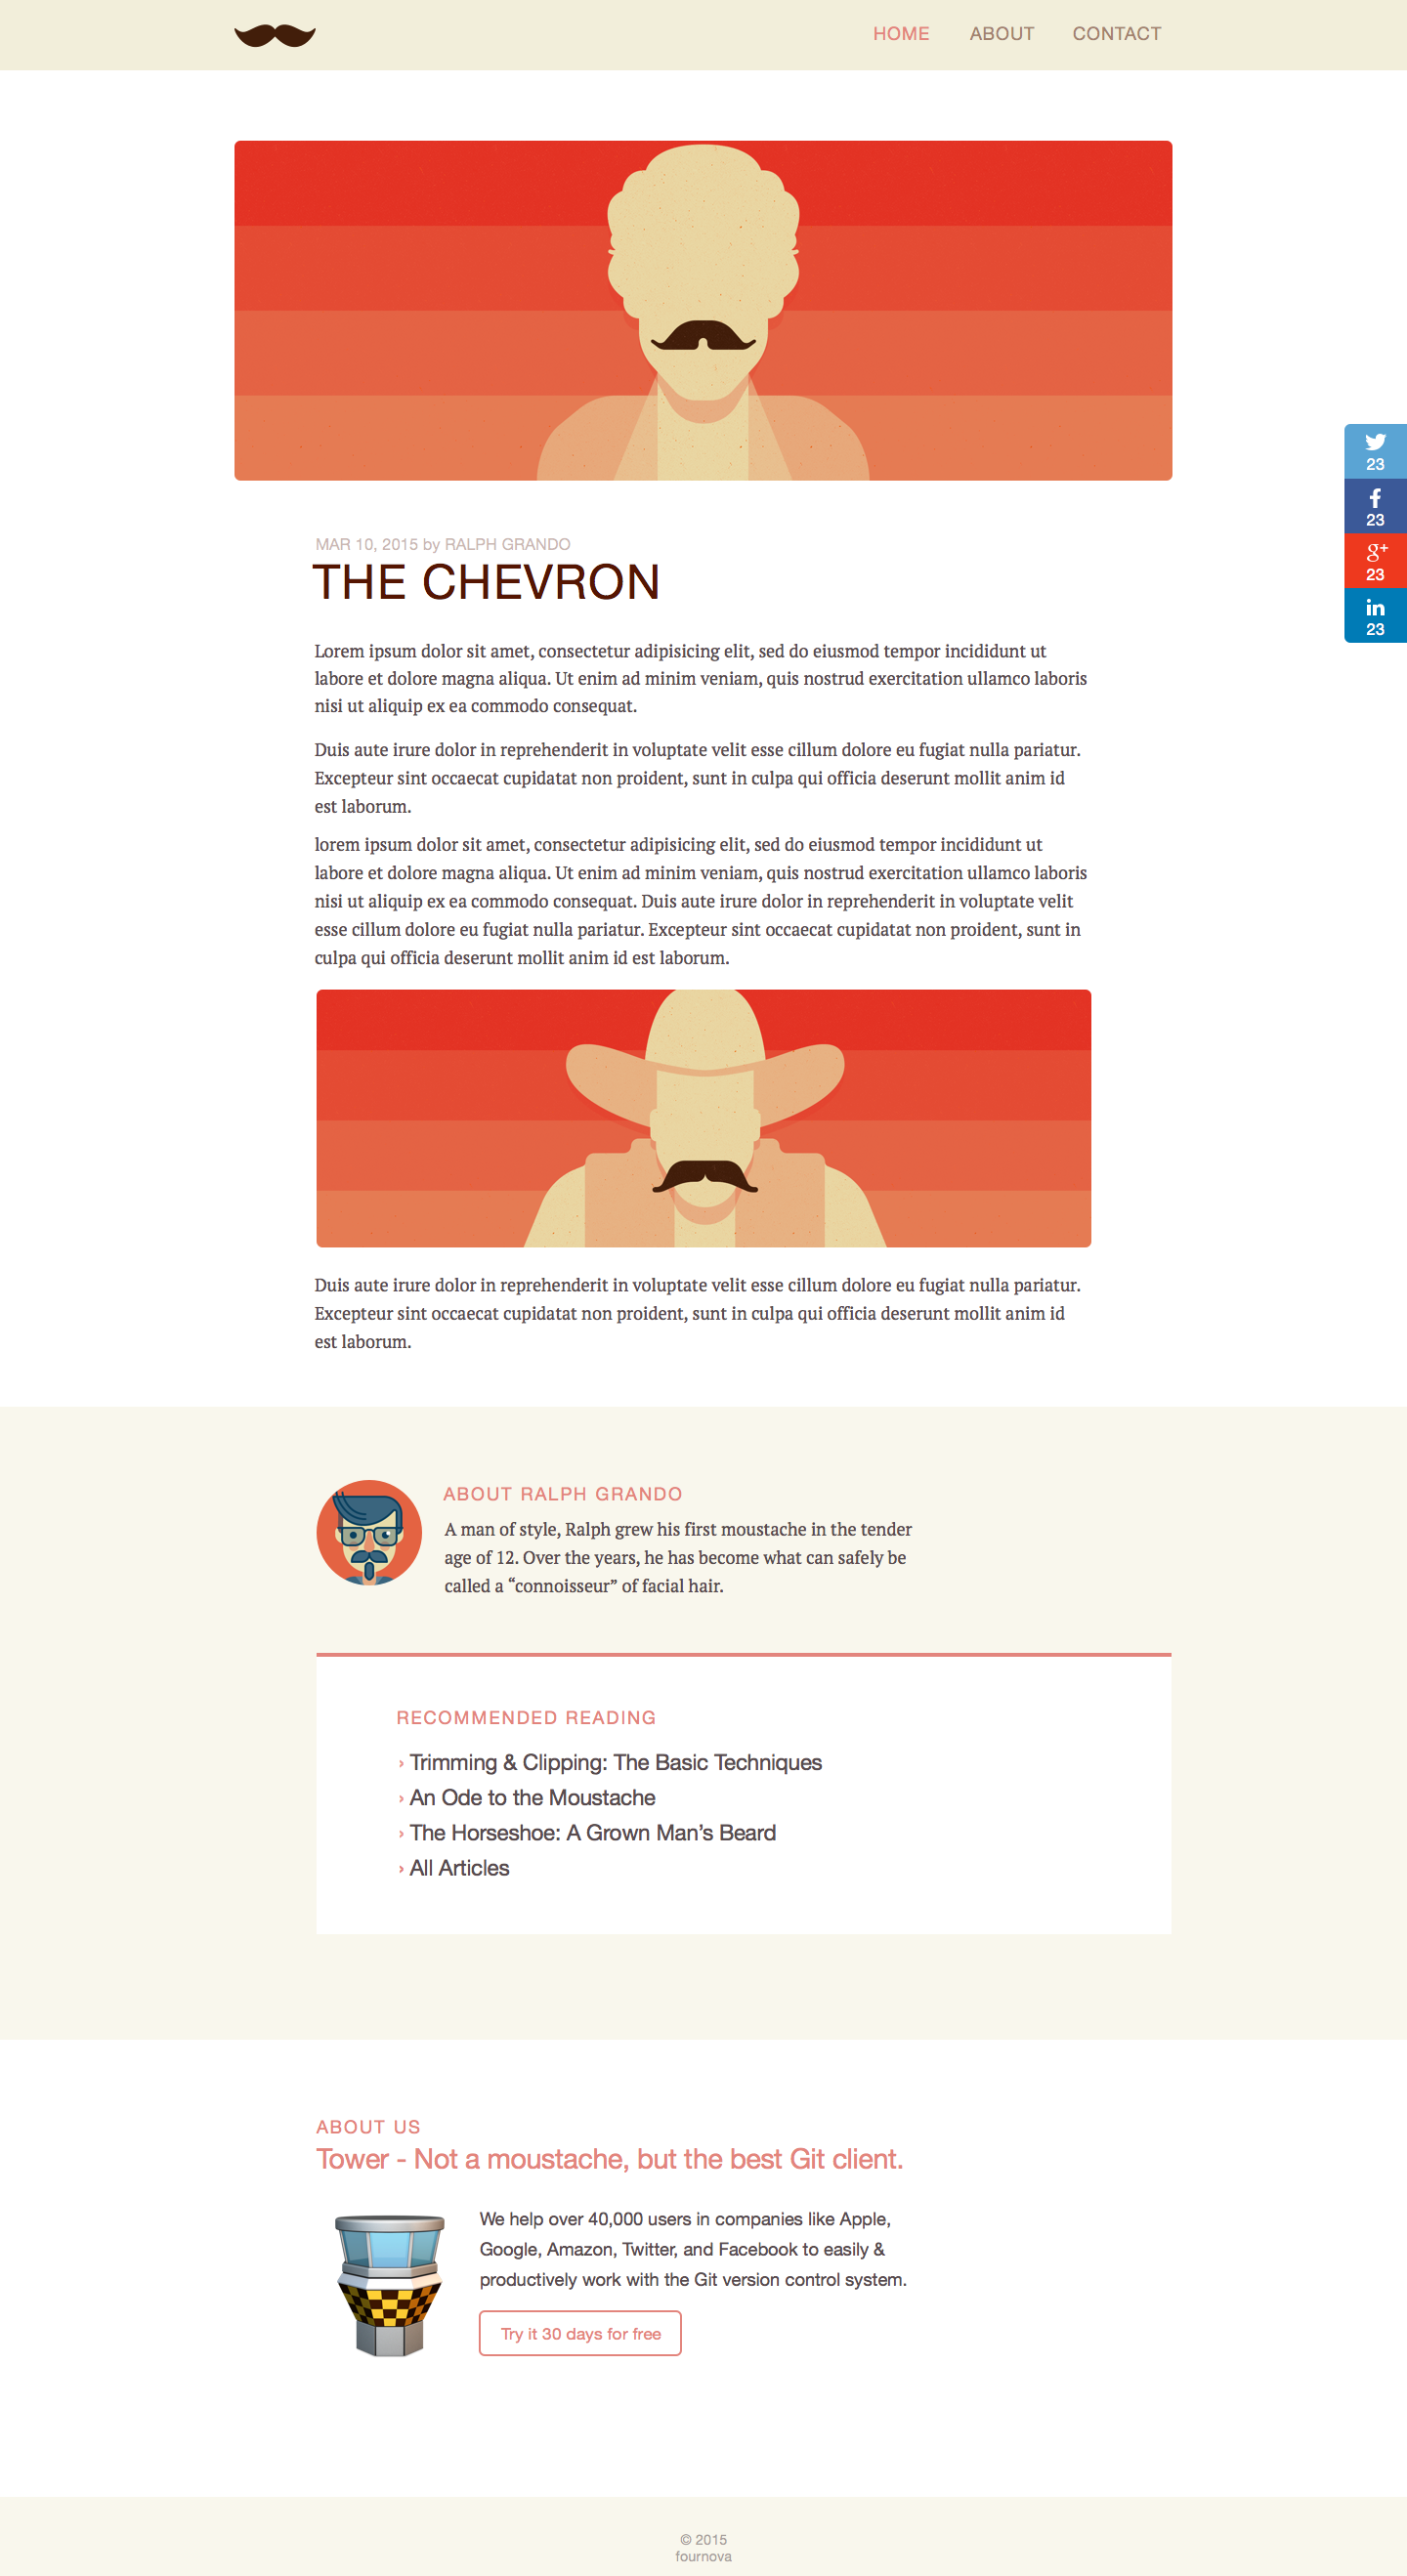 HOME ABOUT CONTACT
MAR 10, 2015 by RALPH GRANDO
THE CHEVRON
23
23
g+
23
in
23
Lorem ipsum dolor sit amet, consectetur adipisicing elit, sed do eiusmod tempor incididunt ut
labore et dolore magna aliqua. Ut enim ad minim veniam, quis nostrud exercitation ullamco laboris
nisi ut aliquip ex ea commodo consequat.
Duis aute irure dolor in reprehenderit in voluptate velit esse cillum dolore eu fugiat nulla pariatur.
Excepteur sint occaecat cupidatat non proident, sunt in culpa qui officia deserunt mollit anim id
est laborum.
lorem ipsum dolor sit amet, consectetur adipisicing elit, sed do eiusmod tempor incididunt ut
labore et dolore magna aliqua. Ut enim ad minim veniam, quis nostrud exercitation ullamco laboris
nisi ut aliquip ex ea commodo consequat. Duis aute irure dolor in reprehenderit in voluptate velit
esse cillum dolore eu fugiat nulla pariatur. Excepteur sint occaecat cupidatat non proident, sunt in
culpa qui officia deserunt mollit anim id est laborum.
Duis aute irure dolor in reprehenderit in voluptate velit esse cillum dolore eu fugiat nulla pariatur.
Excepteur sint occaecat cupidatat non proident, sunt in culpa qui officia deserunt mollit anim id
est laborum.
ABOUT RALPH GRANDO
A man of style, Ralph grew his first moustache in the tender
age of 12. Over the years, he has become what can safely be
called a “connoisseur” of facial hair.
RECOMMENDED READING
› Trimming & Clipping: The Basic Techniques
› An Ode to the Moustache
› The Horseshoe: A Grown Man’s Beard
› All Articles
ABOUT US
Tower - Not a moustache, but the best Git client.
We help over 40,000 users in companies like Apple,
Google, Amazon, Twitter, and Facebook to easily &
productively work with the Git version control system.
Try it 30 days for free
© 2015
fournova